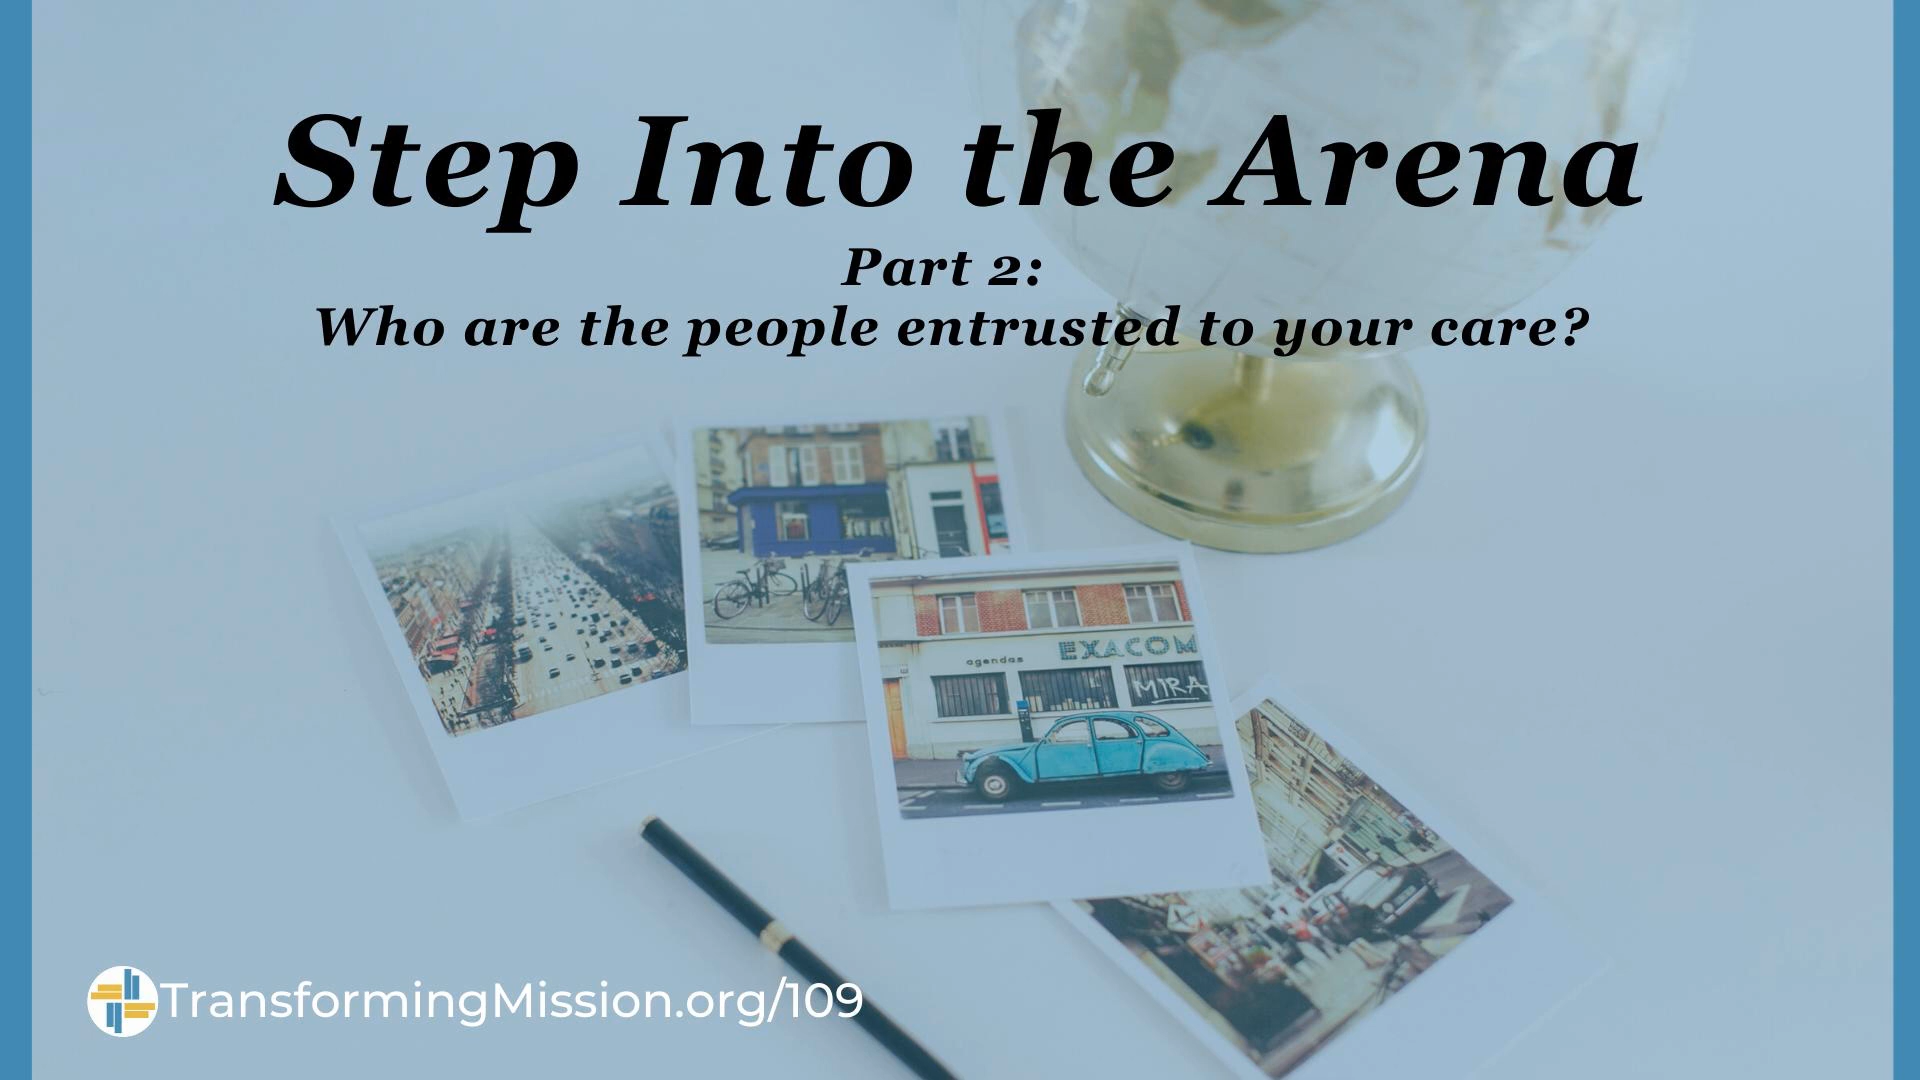 Step Into the Arena
Part 2:
Who are the people entrusted to your care?
agendas
EXACOM
MIRA
TransformingMission.org/109